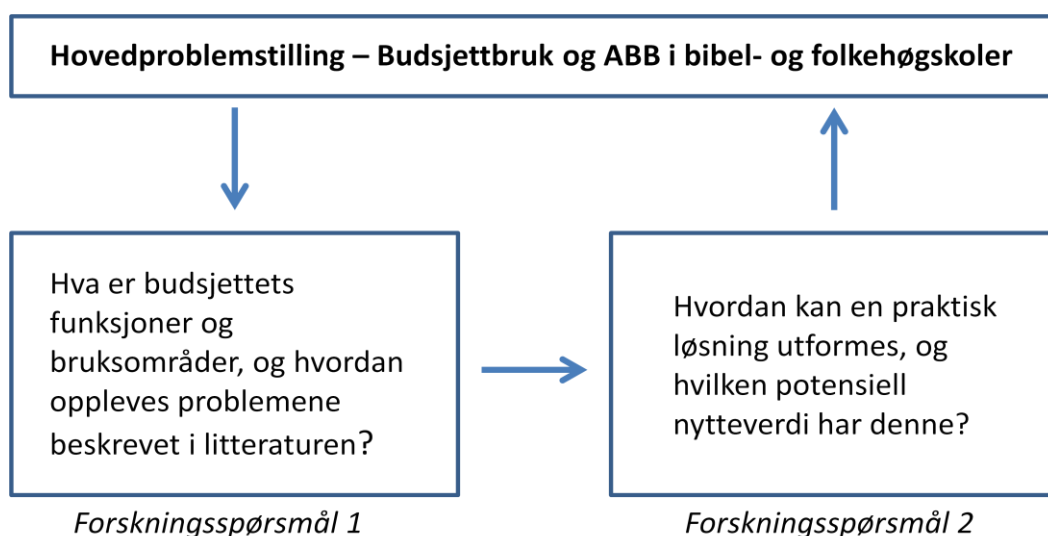 Hovedproblemstilling – Budsjettbruk og ABB i bibel- og folkehøgskoler
Hva er budsjettets
funksjoner og
bruksområder, og hvordan
oppleves problemene
beskrevet i litteraturen?
Forskningsspørsmål 1
Hvordan kan en praktisk
løsning utformes, og
hvilken potensiell
nytteverdi har denne?
Forskningsspørsmål 2